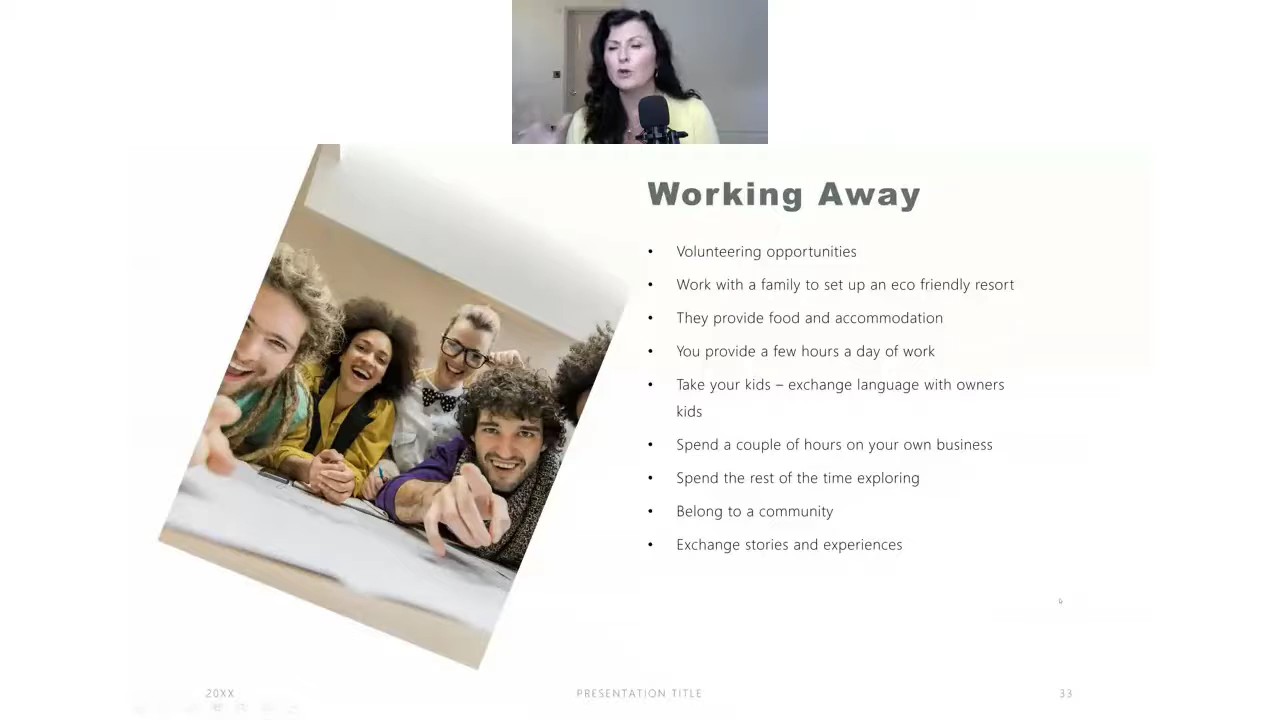 Working Away
• Volunteering opportunities
• Work with a family to set up an eco friendly resort
• They provide food and accommodation
• You provide a few hours a day of work
• Take your kids – exchange language with owners
kids
• Spend a couple of hours on your own business
• Spend the rest of the time exploring
• Belong to a community
• Exchange stories and experiences
20XX
PRESENTATION TITLE
33